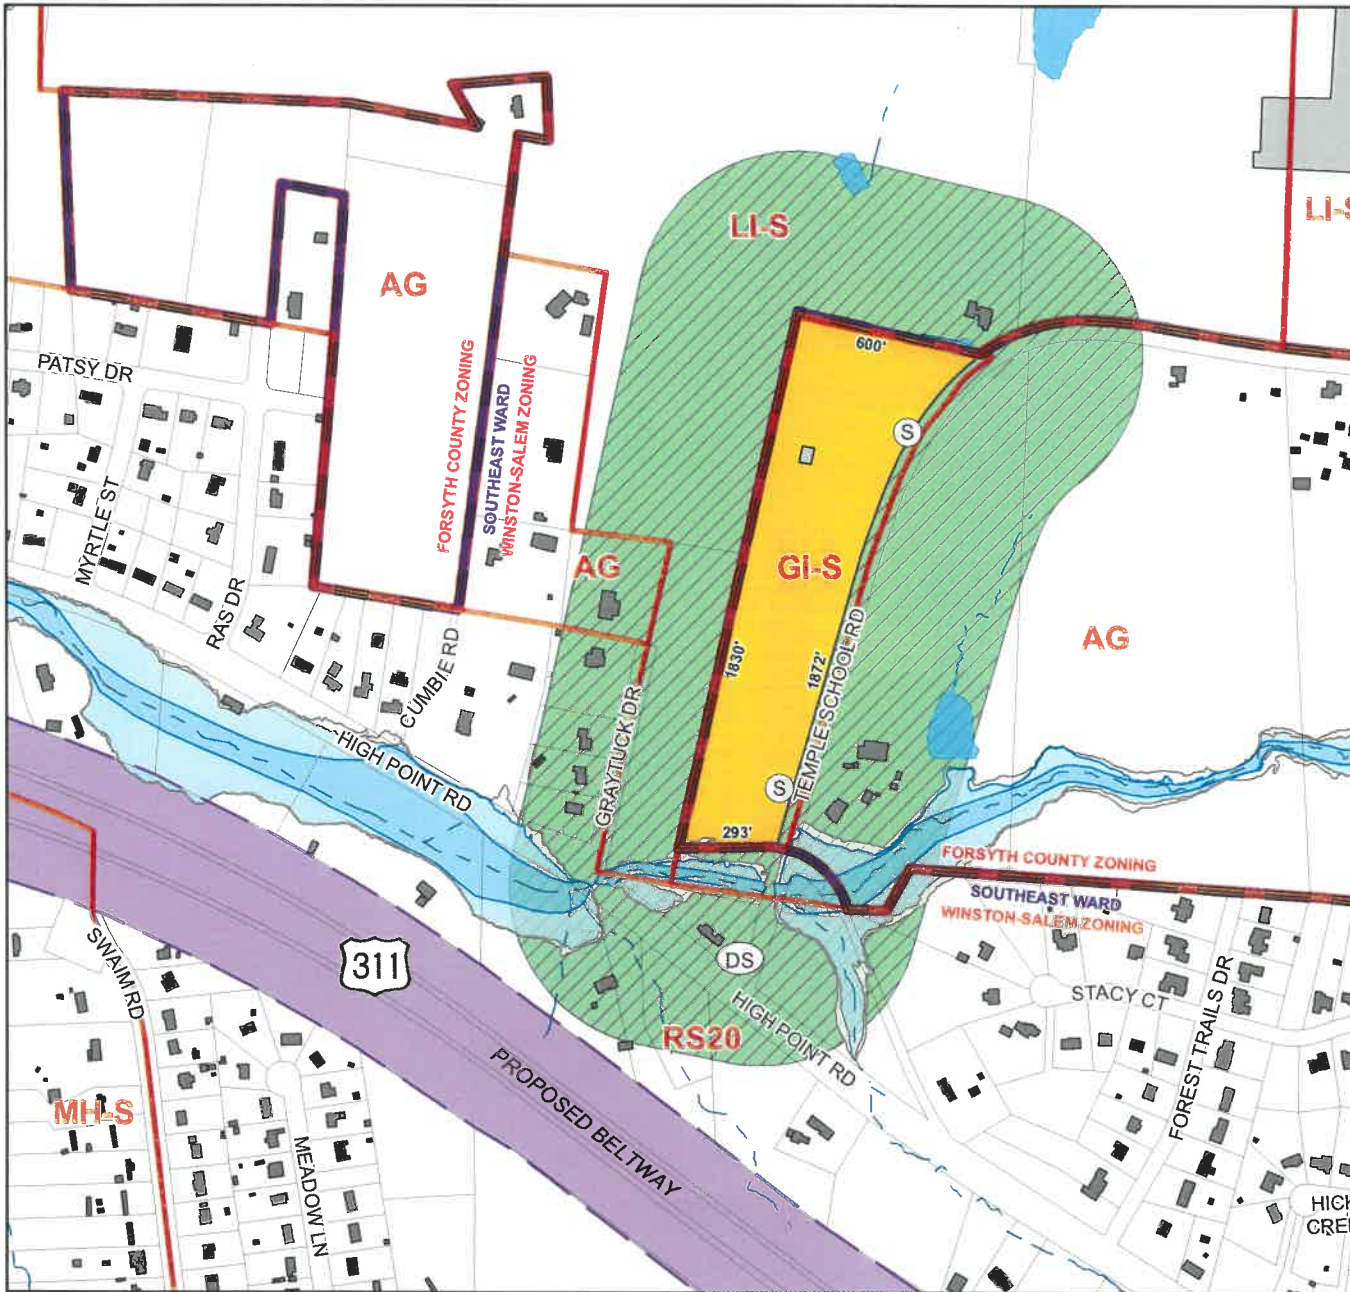 LI-S
LI-S
AG
600'
PATSY DR
FORSYTH COUNTY ZONING
SOUTHEAST WARD
WINSTON-SALEM ZONING
S
MYRTLE ST
AG
GI-S
RAS DR
CUMBIE RD
AG
1830'
1872'
TEMPLE SCHOOL RD
GRAYTUCK DR
HIGH POINT RD
S
293'
FORSYTH COUNTY ZONING
SOUTHEAST WARD
WINSTON-SALEM ZONING
SWAIM RD
311
DS
HIGH POINT RD
STACY CT
FOREST TRAILS DR
RS20
PROPOSED BELTWAY
MH-S
MEADOW LN